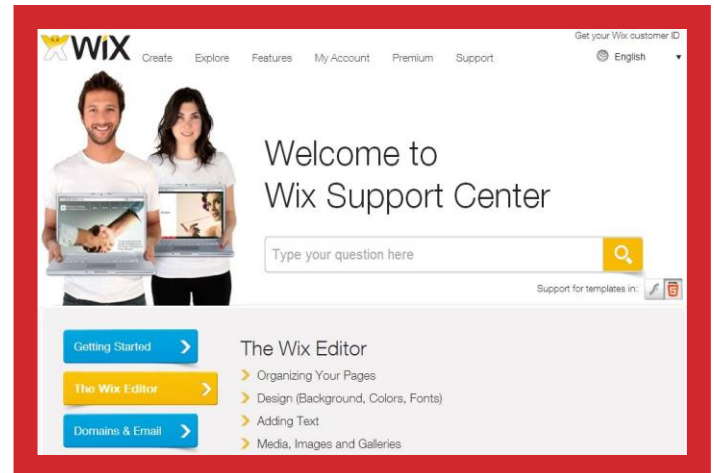 Get your Wix customer ID
WiX
Create Explore Features My Account Premium Support
English
Welcome to
Wix Support Center
Type your question here
Support for templates in:
Getting Started
The Wix Editor
Domains & Email
The Wix Editor
Organizing Your Pages
Design (Background, Colors, Fonts)
Adding Text
Media, Images and Galleries